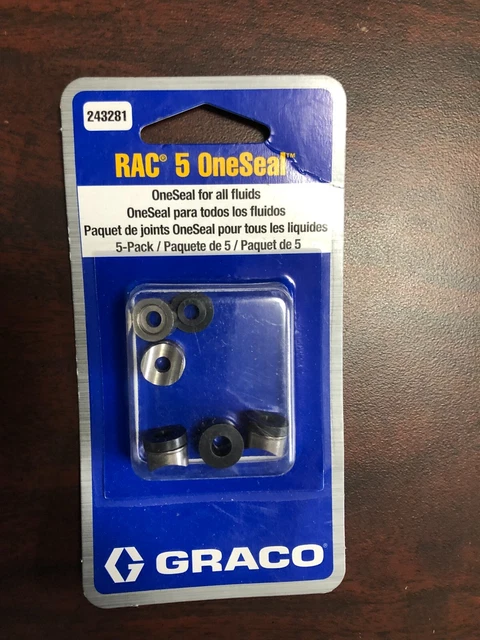 243281
RAC® 5 OneSeal™
OneSeal for all fluids
OneSeal para todos los fluidos
Paquet de joints OneSeal pour tous les liquides
5-Pack / Paquete de 5 / Paquet de 5
GRACO